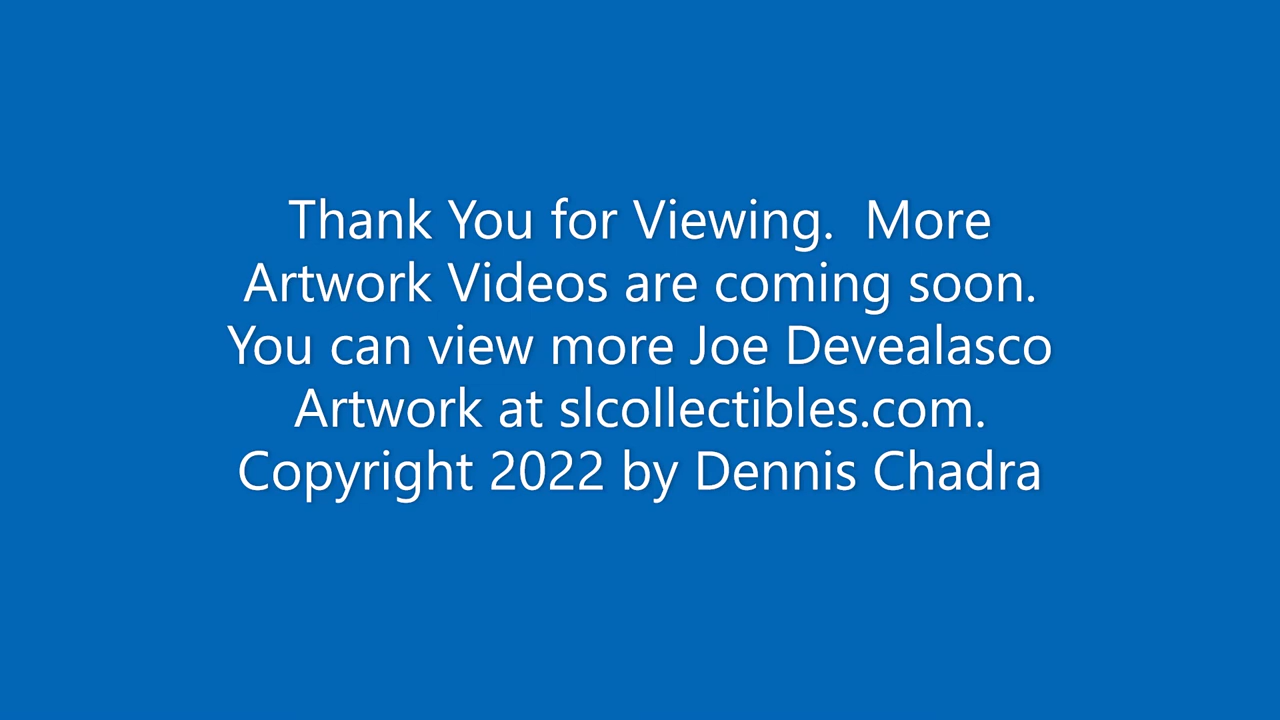 Thank You for Viewing.  More
Artwork Videos are coming soon.
You can view more Joe Devealasco
Artwork at slcollectibles.com.
Copyright 2022 by Dennis Chadra